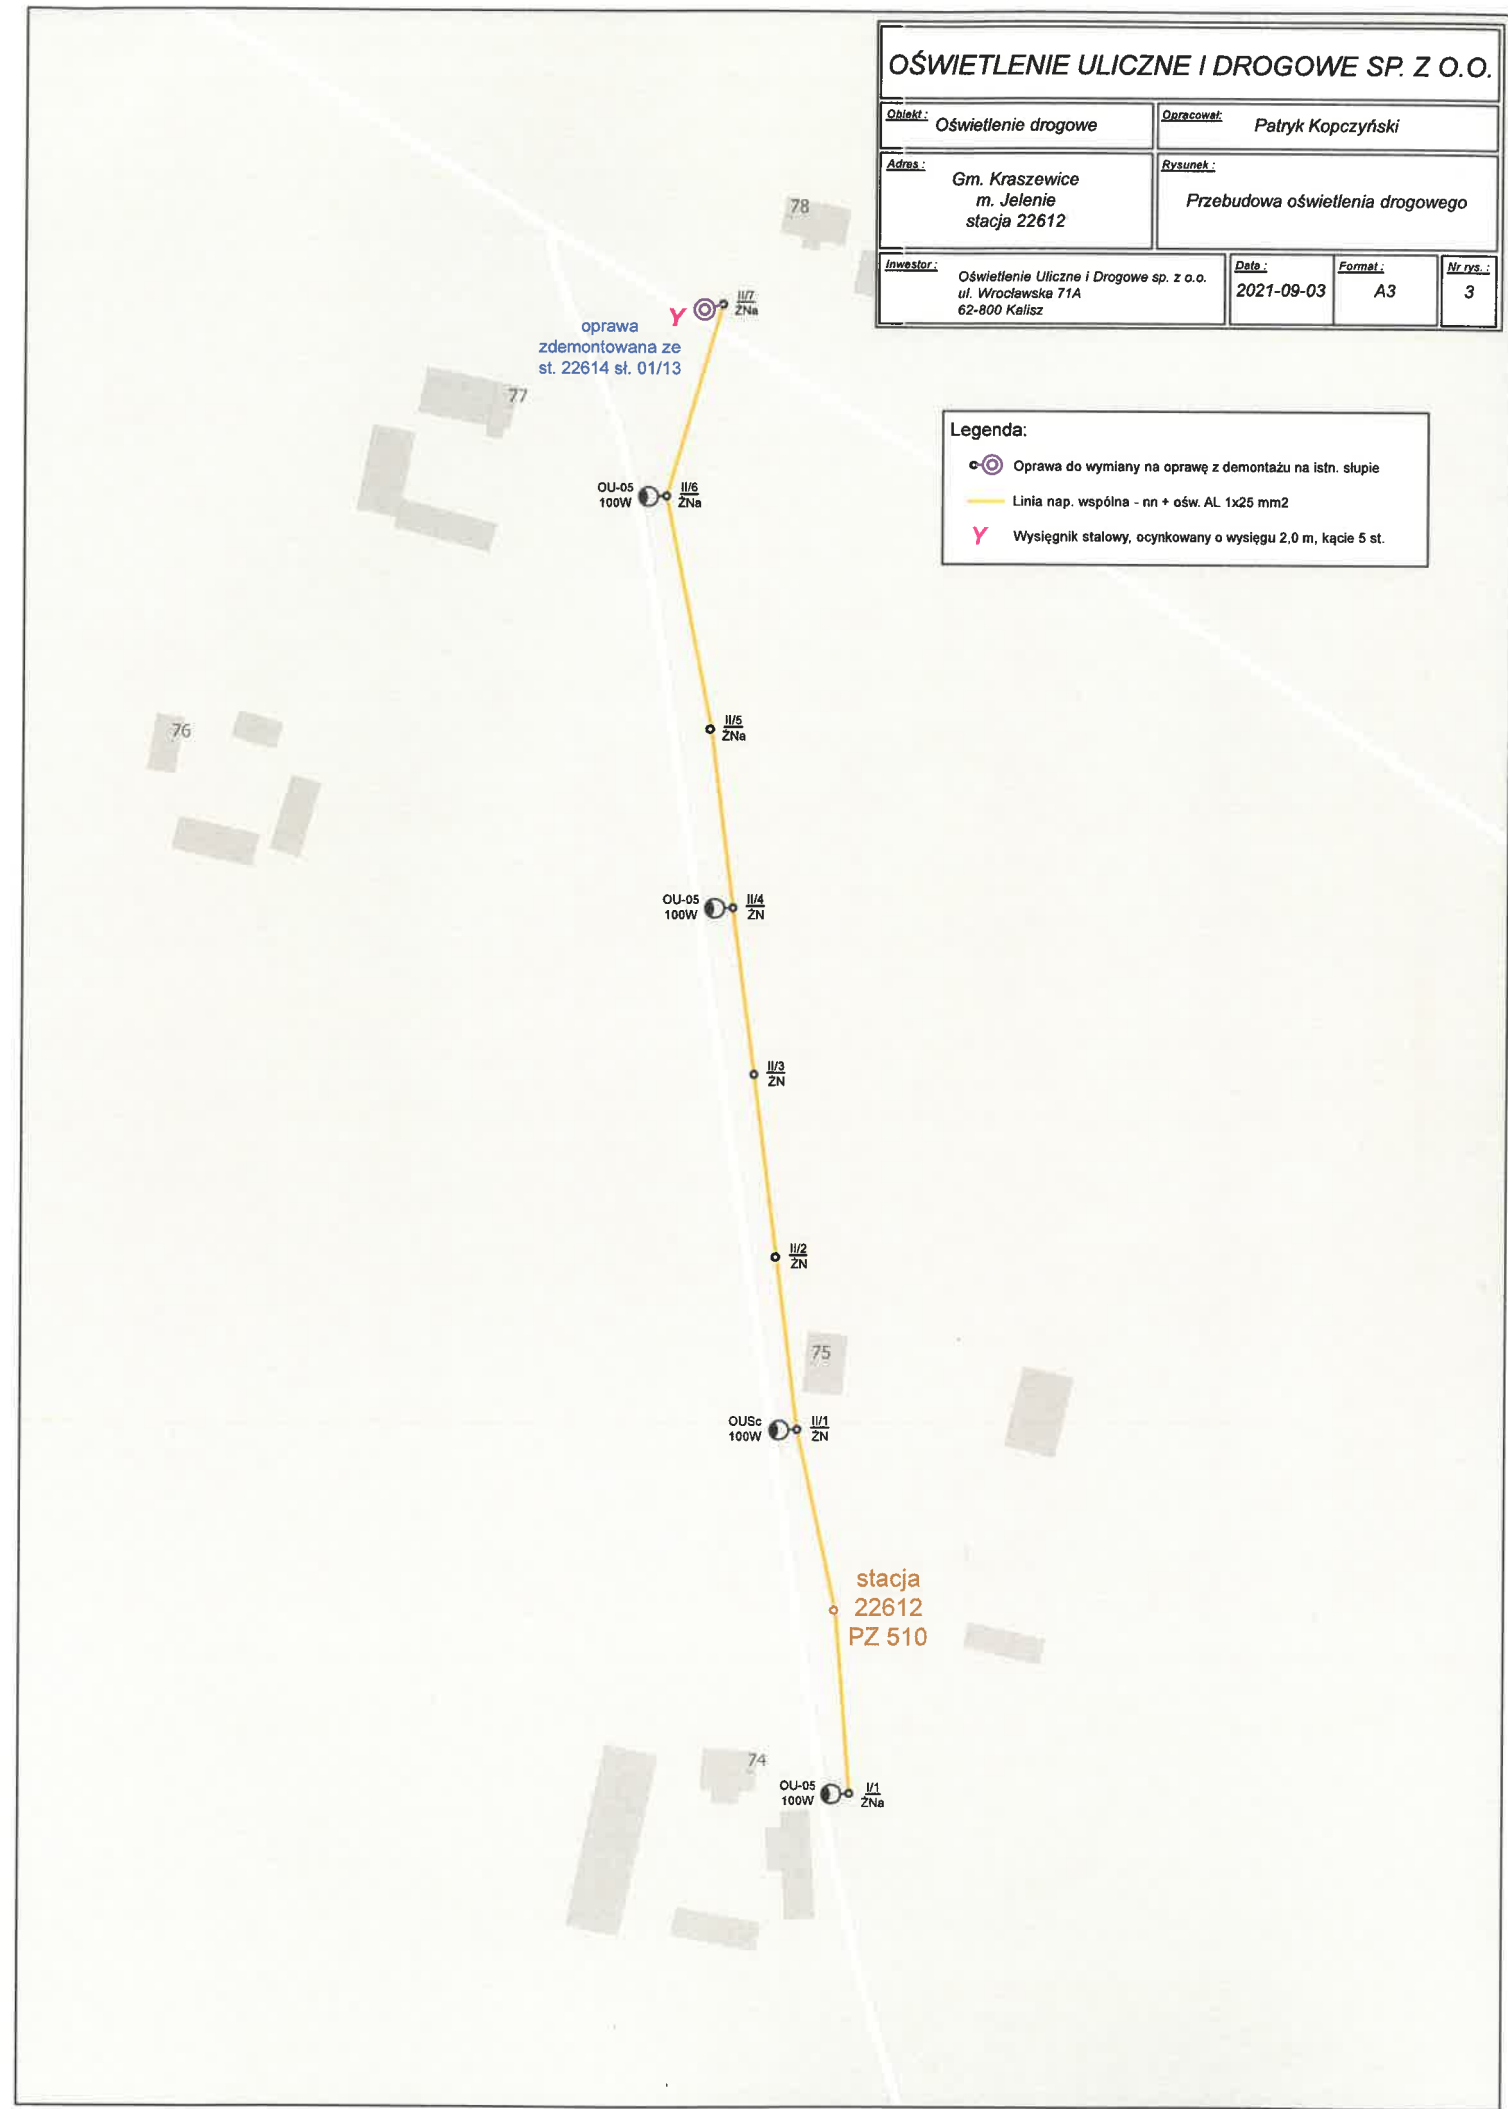 OŚWIETLENIE ULICZNE I DROGOWE SP. Z O.O.
Obiekt :
Oświetlenie drogowe
Opracował:
Patryk Kopczyński
Adres :
Gm. Kraszewice
m. Jelenie
stacja 22612
Rysunek :
Przebudowa oświetlenia drogowego
Inwestor :
Oświetlenie Uliczne i Drogowe sp. z o.o.
ul. Wrocławska 71A
62-800 Kalisz
Data :
2021-09-03
Format :
A3
Nr rys. :
3
Legenda:
Oprawa do wymiany na oprawę z demontażu na istn. słupie
Linia nap. wspólna - nn + ośw. AL 1x25 mm2
Y Wysięgnik stalowy, ocynkowany o wysięgu 2,0 m, kącie 5 st.
78
Y
II/7
ŻNa
oprawa
zdemontowana ze
st. 22614 sł. 01/13
77
OU-05
100W
II/6
ŻNa
76
II/5
ŻNa
OU-05
100W
II/4
ŻN
II/3
ŻN
II/2
ŻN
75
OUSc
100W
II/1
ŻN
stacja
22612
PZ 510
74
OU-05
100W
I/1
ŻNa